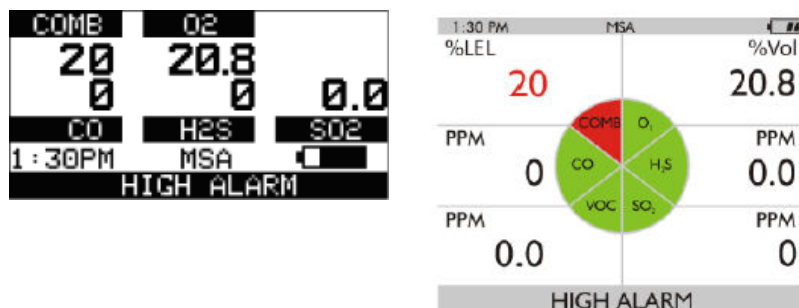 COMB O2
20 20.8
0 0 0.0
CO H2S SO2
1:30PM MSA
HIGH ALARM
1:30 PM MSA
%LEL %Vol
20 20.8
COMB O₂
PPM PPM
0 CO H₂S 0.0
VOC SO₂
PPM PPM
0.0 0
HIGH ALARM